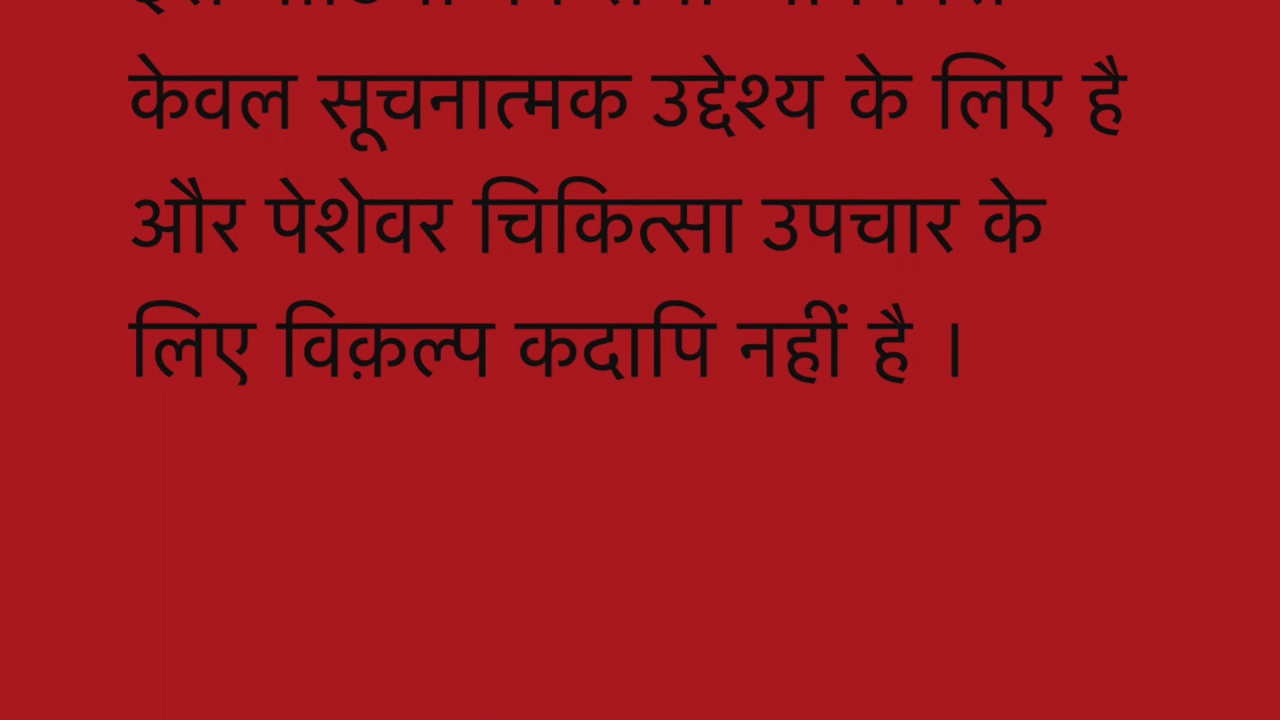 केवल सूचनात्मक उद्देश्य के लिए है
और पेशेवर चिकित्सा उपचार के
लिए विक़ल्प कदापि नहीं है ।